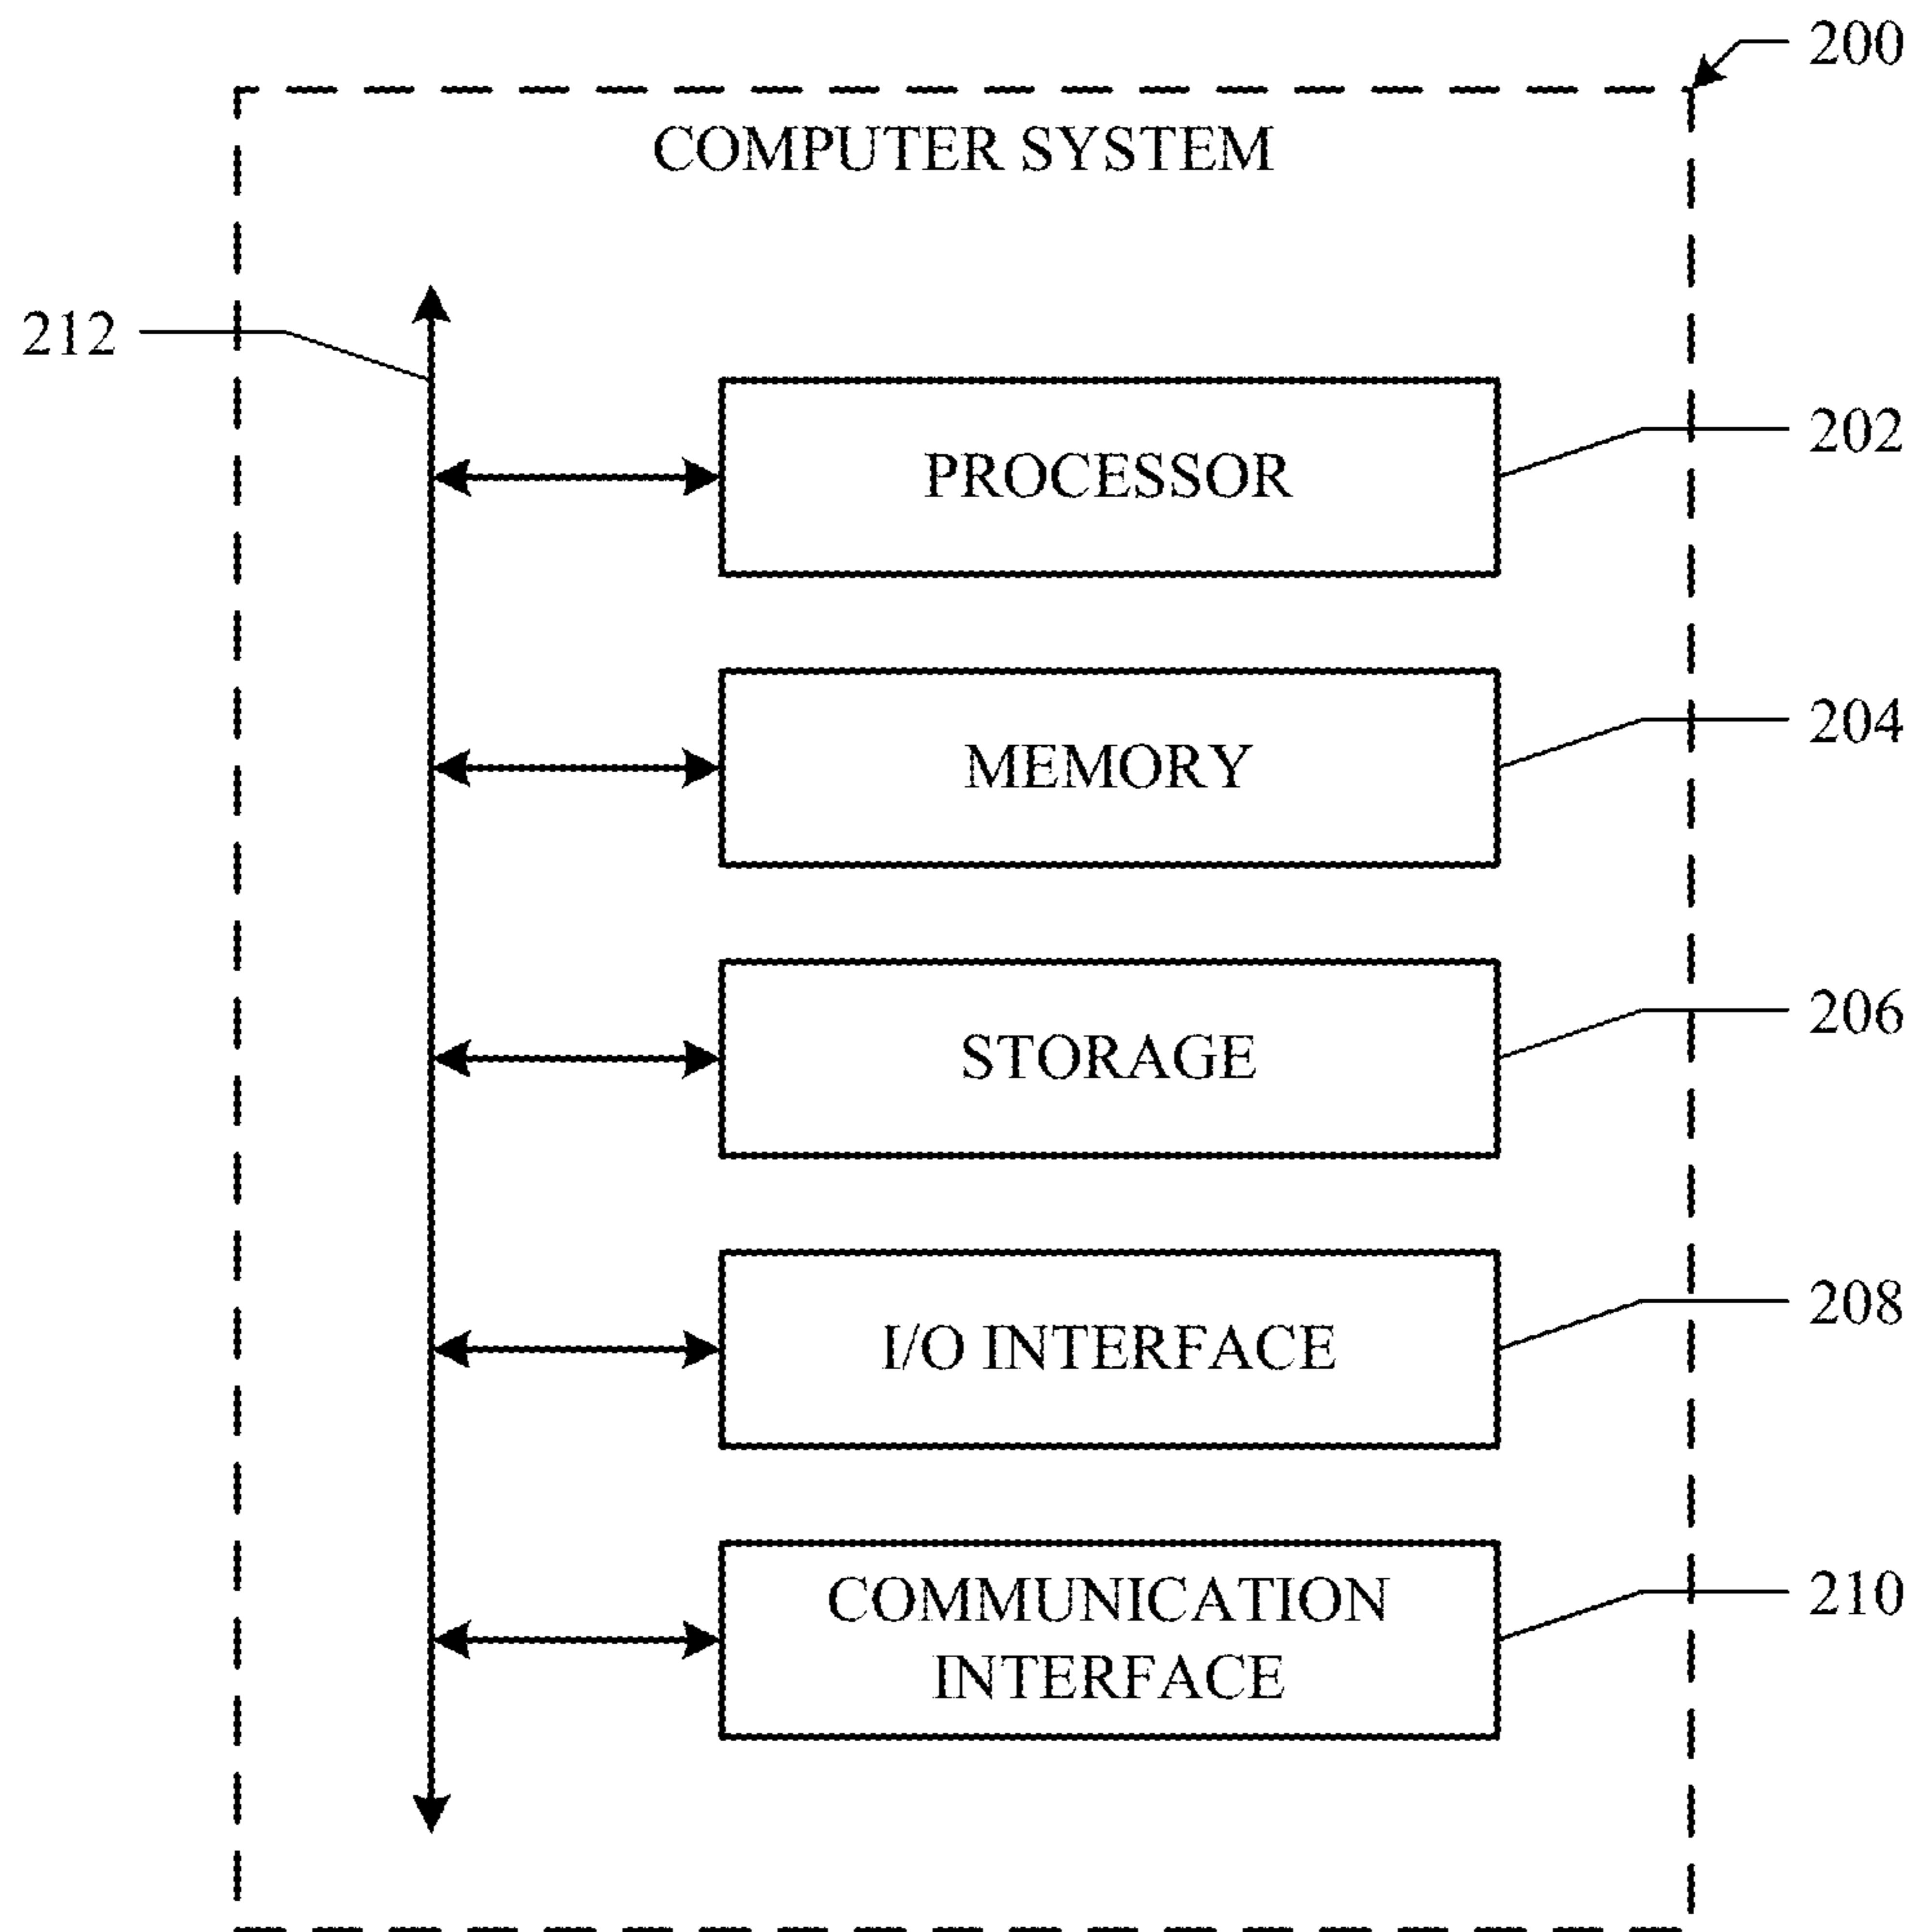 200
COMPUTER SYSTEM
212
PROCESSOR
202
MEMORY
204
STORAGE
206
I/O INTERFACE
208
COMMUNICATION
INTERFACE
210